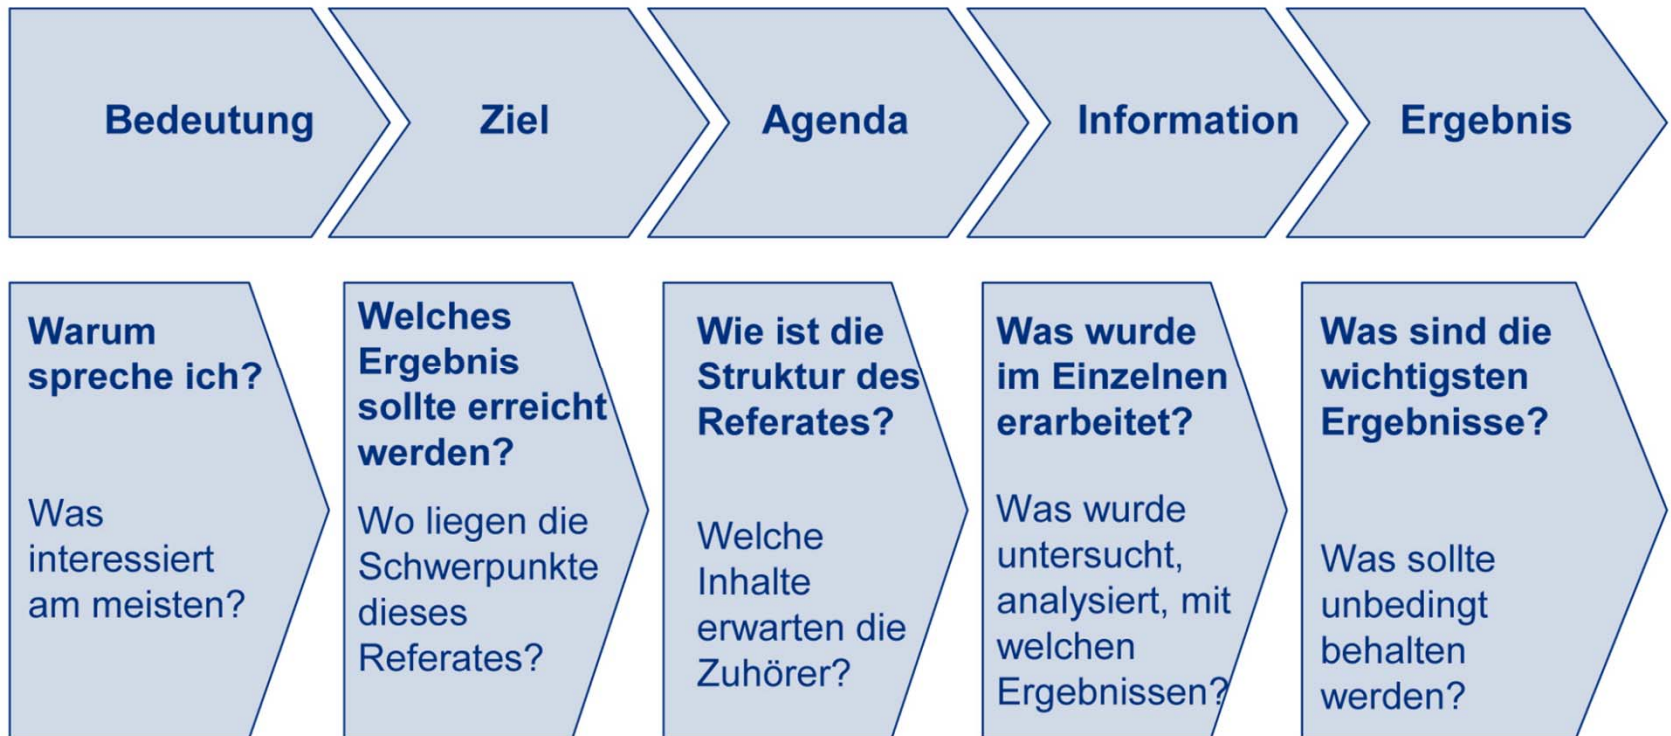 Bedeutung
Ziel
Agenda
Information
Ergebnis
Warum
spreche ich?
Was
interessiert
am meisten?
Welches
Ergebnis
sollte erreicht
werden?
Wo liegen die
Schwerpunkte
dieses
Referates?
Wie ist die
Struktur des
Referates?
Welche
Inhalte
erwarten die
Zuhörer?
Was wurde
im Einzelnen
erarbeitet?
Was wurde
untersucht,
analysiert, mit
welchen
Ergebnissen?
Was sind die
wichtigsten
Ergebnisse?
Was sollte
unbedingt
behalten
werden?